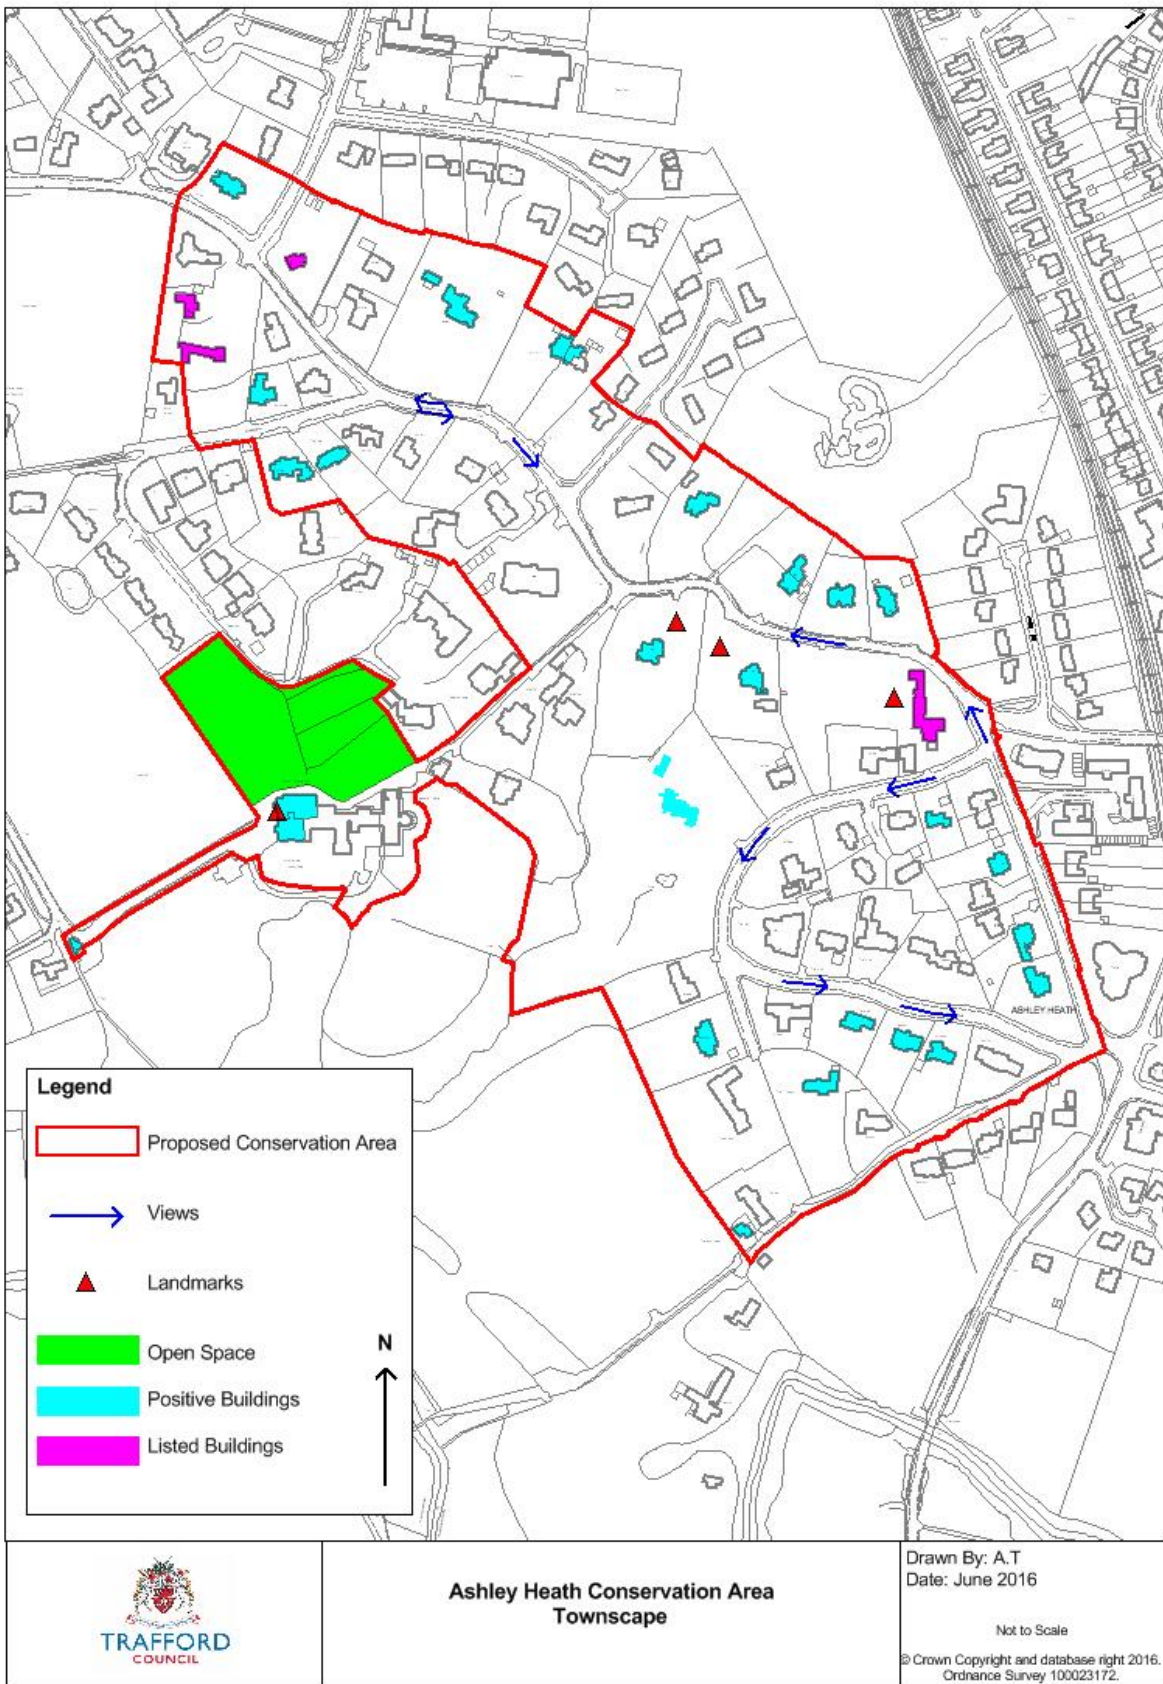 ASHLEY HEATH
Legend
Proposed Conservation Area
Views
Landmarks
Open Space
Positive Buildings
Listed Buildings
N
TRAFFORD
COUNCIL
Ashley Heath Conservation Area
Townscape
Drawn By: A.T
Date: June 2016
Not to Scale
© Crown Copyright and database right 2016.
Ordnance Survey 100023172.